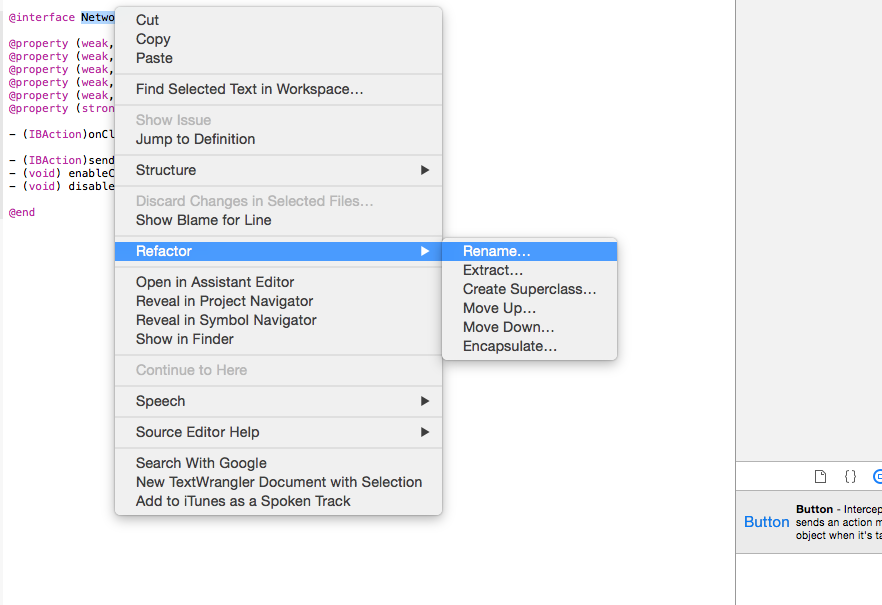 @interface Netwo
@property (weak,
@property (weak,
@property (weak,
@property (weak,
@property (weak,
@property (stron
- (IBAction)onCl
- (IBAction)send
- (void) enableC
- (void) disable
@end
Cut
Copy
Paste
Find Selected Text in Workspace...
Show Issue
Jump to Definition
Structure
Discard Changes in Selected Files...
Show Blame for Line
Refactor
Open in Assistant Editor
Reveal in Project Navigator
Reveal in Symbol Navigator
Show in Finder
Continue to Here
Speech
Source Editor Help
Search With Google
New TextWrangler Document with Selection
Add to iTunes as a Spoken Track
Rename...
Extract...
Create Superclass...
Move Up...
Move Down...
Encapsulate...
{}
Button
Button - Intercep
sends an action m
object when it's ta